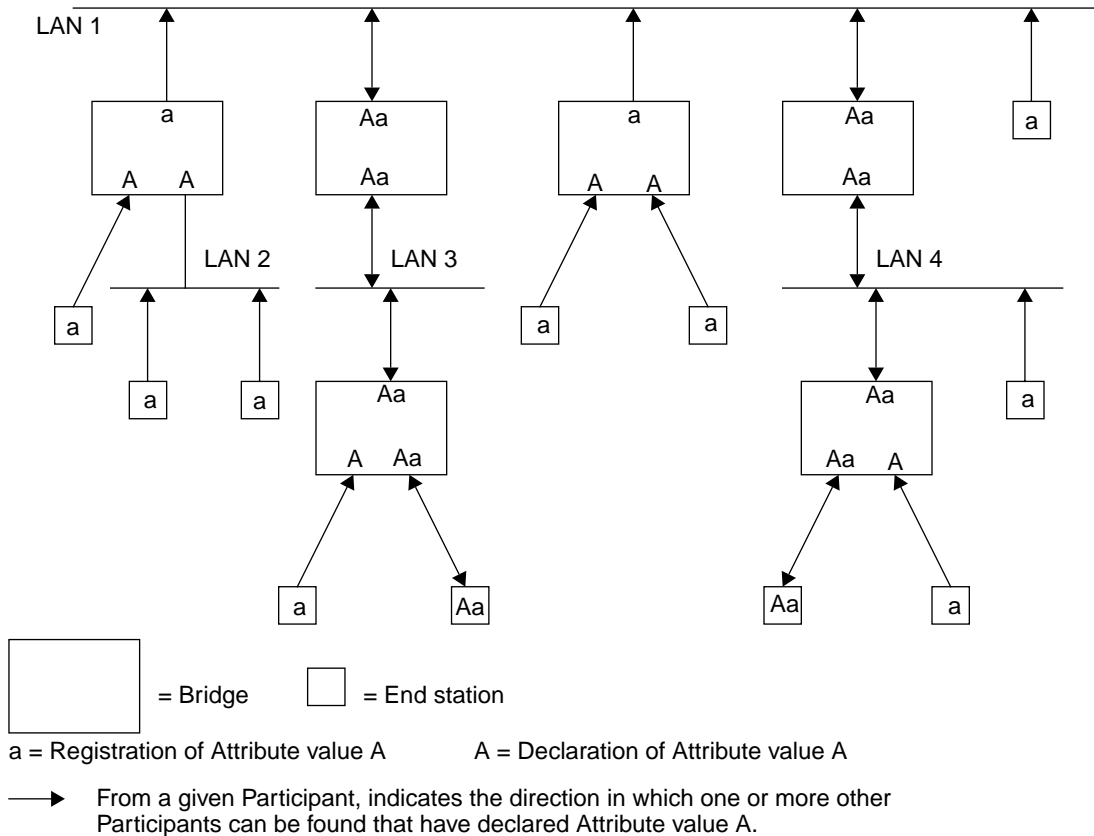 LAN 1
a
Aa
a
Aa
a
A A
Aa
A A
Aa
LAN 2
LAN 3
LAN 4
a
a
a
a
a
a
Aa
Aa
a
A Aa
Aa A
a
Aa
Aa
a
= Bridge
= End station
a = Registration of Attribute value A
A = Declaration of Attribute value A
From a given Participant, indicates the direction in which one or more other
Participants can be found that have declared Attribute value A.